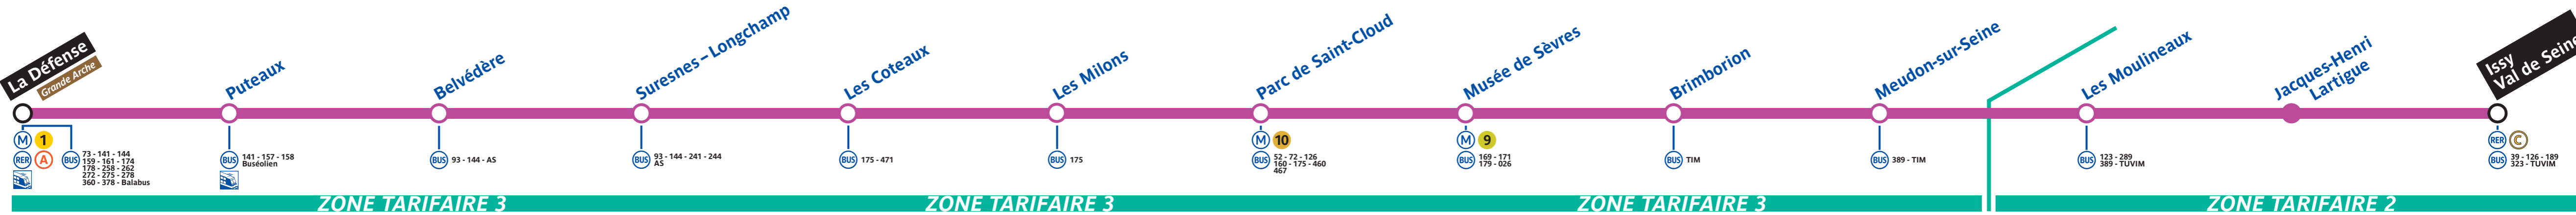 La Défense
Grande Arche
Puteaux
Belvédère
Suresnes – Longchamp
Les Coteaux
Les Milons
Parc de Saint-Cloud
Musée de Sèvres
Brimborion
Meudon-sur-Seine
Les Moulineaux
Jacques-Henri
Lartigue
Issy
Val de Seine
M 1
RER A
BUS
73 - 141 - 144
159 - 161 - 174
178 - 258 - 262
272 - 275 - 278
360 - 378 - Balabus
BUS
141 - 157 - 158
Buséolien
BUS 93 - 144 - AS
BUS
93 - 144 - 241 - 244
AS
BUS 175 - 471
BUS 175
M 10
BUS
52 - 72 - 126
160 - 175 - 460
467
M 9
BUS
169 - 171
179 - 026
BUS TIM
BUS 389 - TIM
BUS
123 - 289
389 - TUVIM
RER C
BUS
39 - 126 - 189
323 - TUVIM
ZONE TARIFAIRE 3
ZONE TARIFAIRE 3
ZONE TARIFAIRE 3
ZONE TARIFAIRE 2